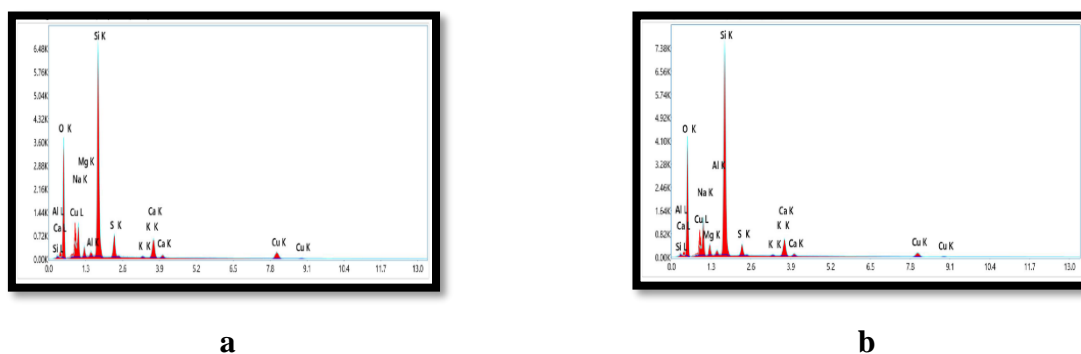 Si K
6.48K
5.76K
5.04K
4.32K
O K
3.60K
Mg K
2.88K
Na K
2.16K
Al L
Cu L
Ca K
1.44K
Ca L
S K
K K
0.72K
Si L
Al K
K K
Ca K
Cu K
Cu K
0.00K
0.0 1.3 2.6 3.9 5.2 6.5 7.8 9.1 10.4 11.7 13.0
a
Si K
7.38K
6.56K
5.74K
O K
4.92K
4.10K
Al K
3.28K
Na K
2.46K
Al L
Cu L
Ca K
1.64K
Ca L
K K
Mg K
S K
0.82K
Si L
K K
Ca K
Cu K
Cu K
0.00K
0.0 1.3 2.6 3.9 5.2 6.5 7.8 9.1 10.4 11.7 13.0
b